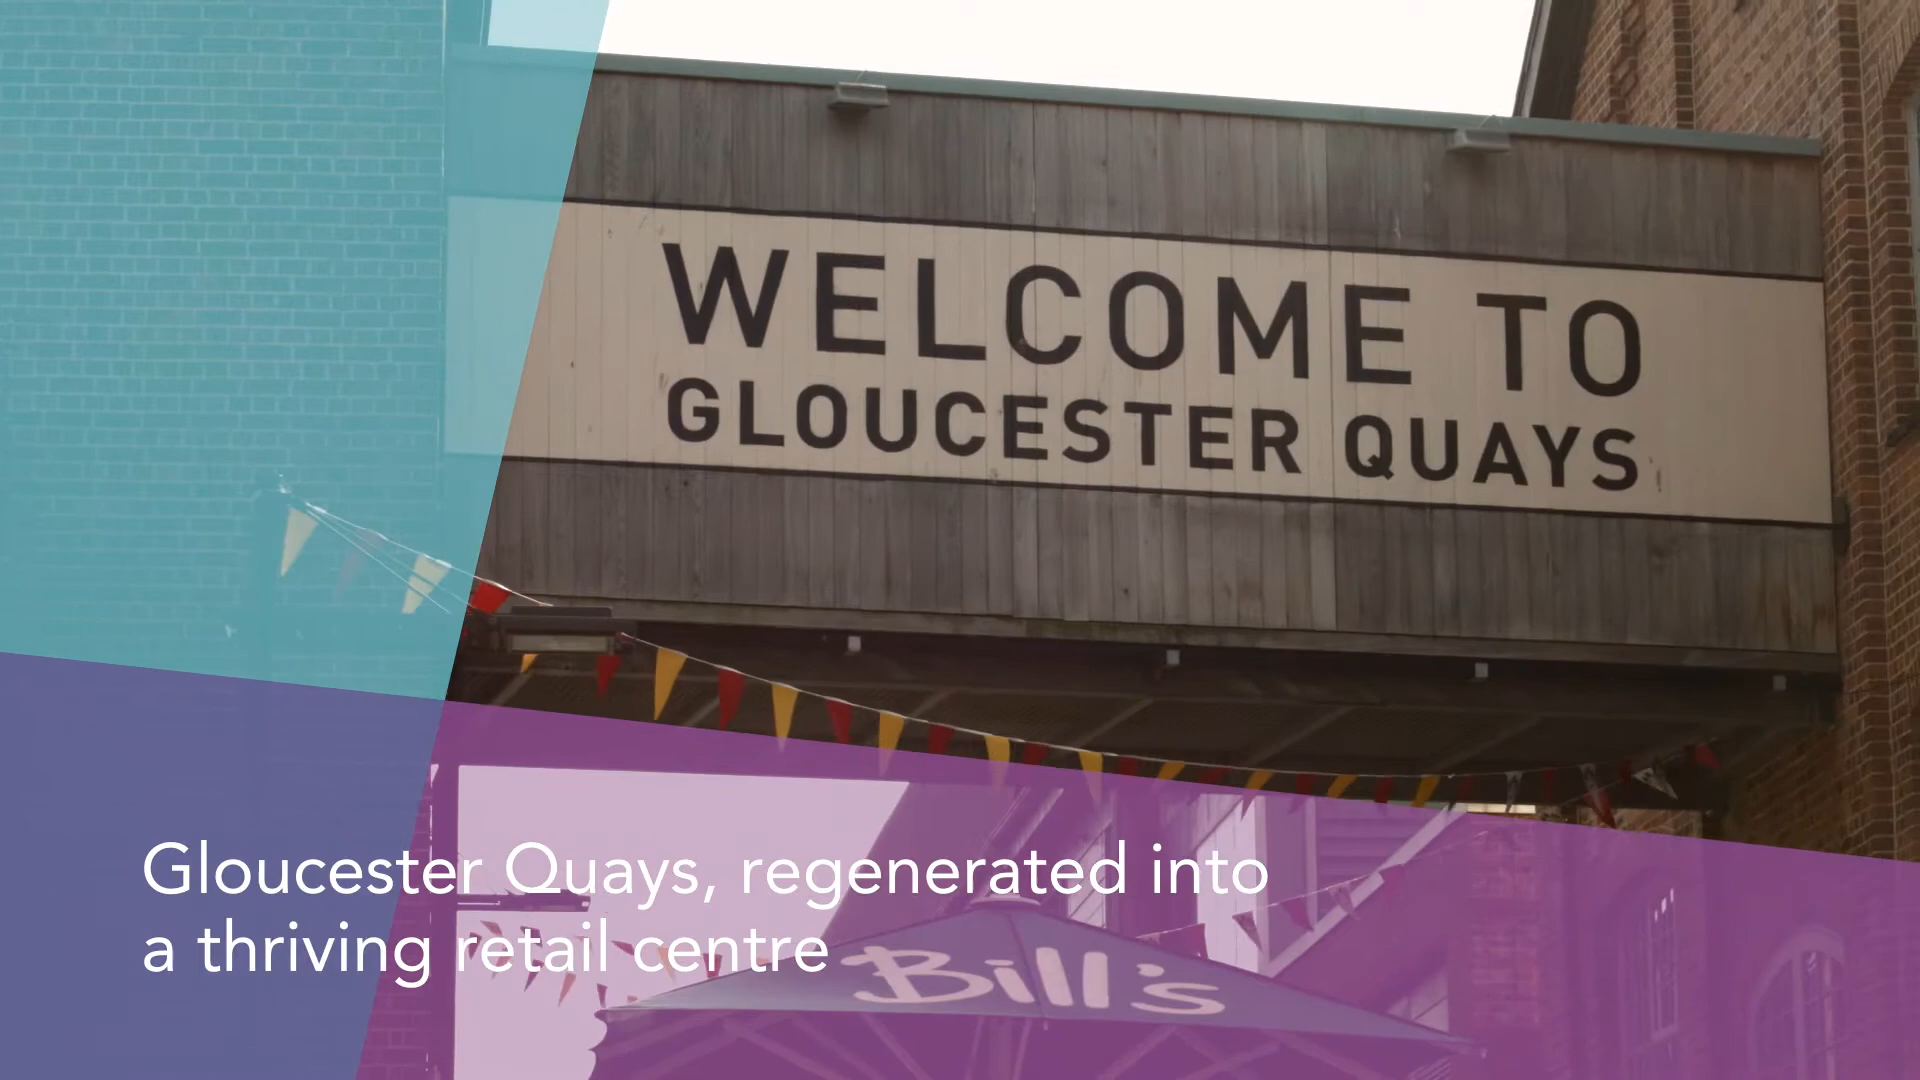 WELCOME TO
GLOUCESTER QUAYS
Gloucester Quays, regenerated into
a thriving retail centre
Bill's